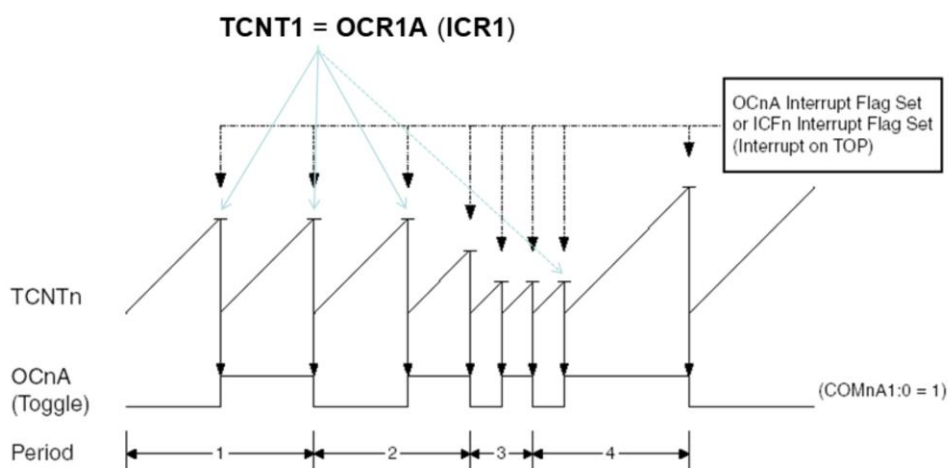 TCNT1 = OCR1A (ICR1)
OCnA Interrupt Flag Set
or ICFn Interrupt Flag Set
(Interrupt on TOP)
TCNTn
OCnA
(Toggle)
(COMnA1:0 = 1)
Period
1
2
3
4